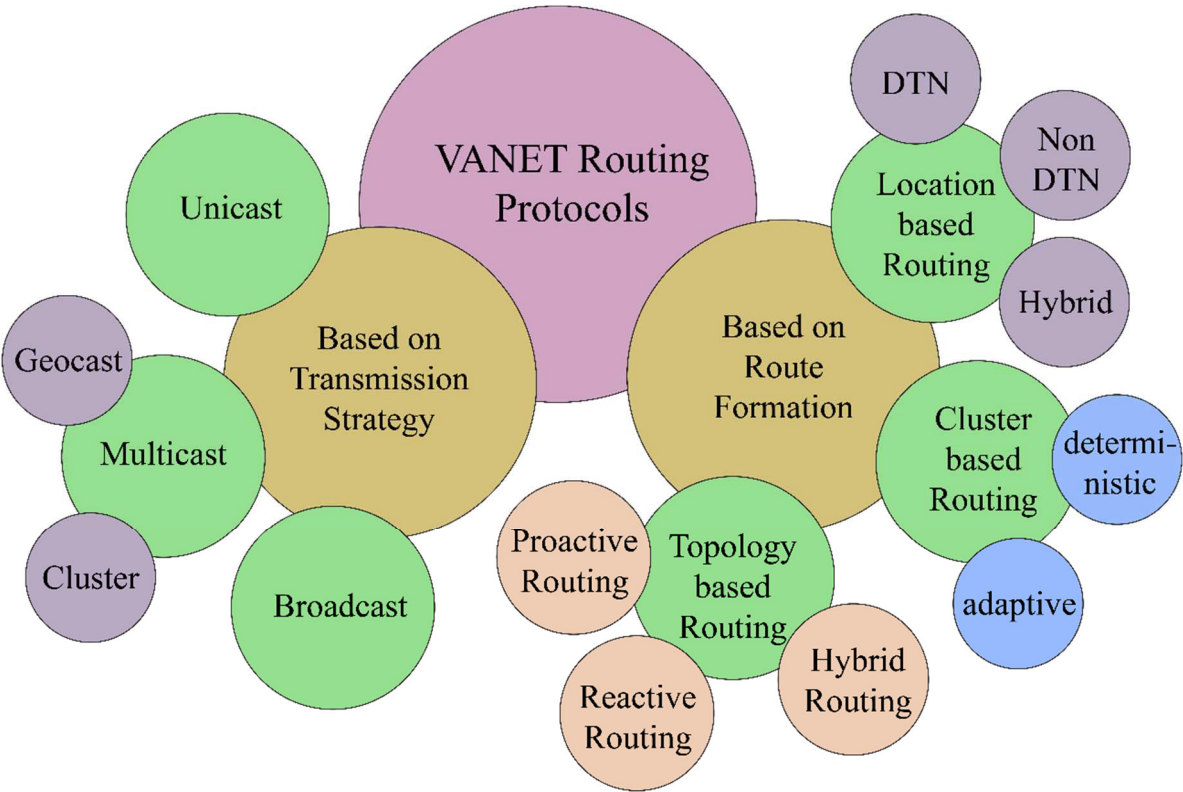 VANET Routing
Protocols
Based on
Transmission
Strategy
Unicast
Geocast
Multicast
Cluster
Broadcast
Based on
Route
Formation
DTN
Non
DTN
Location
based
Routing
Hybrid
Cluster
based
Routing
determi-
nistic
adaptive
Topology
based
Routing
Proactive
Routing
Reactive
Routing
Hybrid
Routing